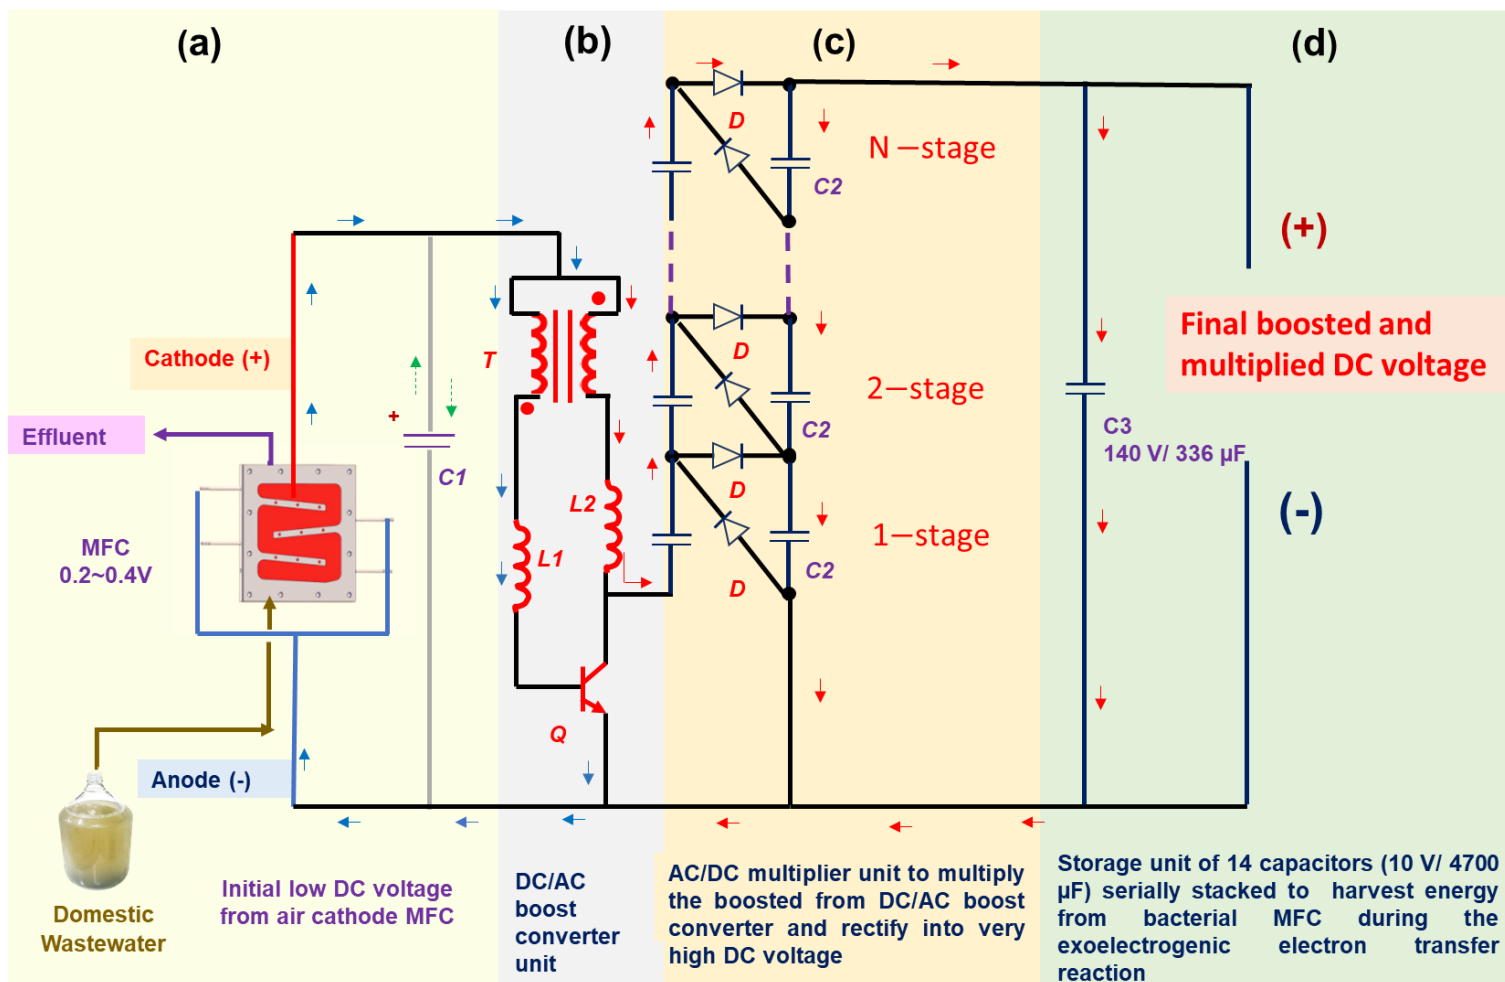 (a)
(b)
(c)
(d)
D
N –stage
C2
(+)
Cathode (+)
T
Final boosted and
multiplied DC voltage
D
2–stage
+
Effluent
C1
C2
C3
140 V/ 336 µF
MFC
0.2~0.4V
L2
D
1–stage
(-)
L1
C2
D
Q
Anode (-)
Domestic
Wastewater
Initial low DC voltage
from air cathode MFC
DC/AC
boost
converter
unit
AC/DC multiplier unit to multiply
the boosted from DC/AC boost
converter and rectify into very
high DC voltage
Storage unit of 14 capacitors (10 V/ 4700
µF) serially stacked to harvest energy
from bacterial MFC during the
exoelectrogenic electron transfer
reaction